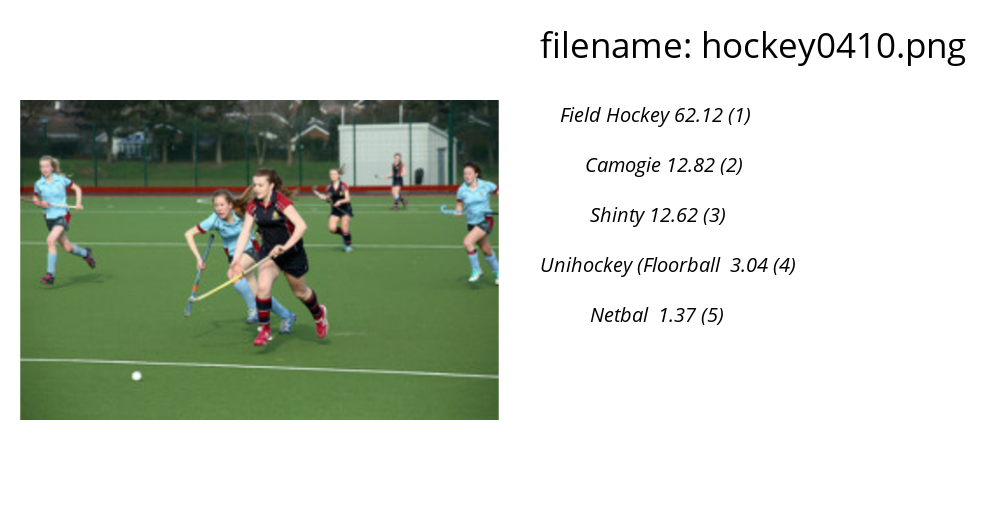 filename: hockey0410.png
Field Hockey 62.12 (1)
Camogie 12.82 (2)
Shinty 12.62 (3)
Unihockey (Floorball  3.04 (4)
Netbal  1.37 (5)